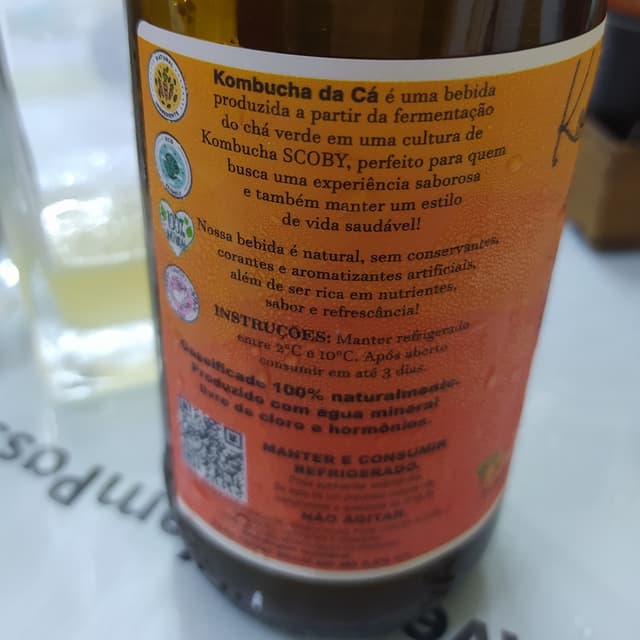 Kombucha da Cá é uma bebida
produzida a partir da fermentação
do chá verde em uma cultura de
Kombucha SCOBY, perfeito para quem
busca uma experiência saborosa
e também manter um estilo
de vida saudável!
Nossa bebida é natural, sem conservantes,
corantes e aromatizantes artificiais,
além de ser rica em nutrientes,
sabor e refrescância!
INSTRUÇÕES: Manter refrigerado
entre 2°C e 10°C. Após aberto
consumir em até 3 dias.
Gaseificado 100% naturalmente.
Produzido com água mineral
livre de cloro e hormônios.
MANTER E CONSUMIR
REFRIGERADO.
NÃO AGITAR.